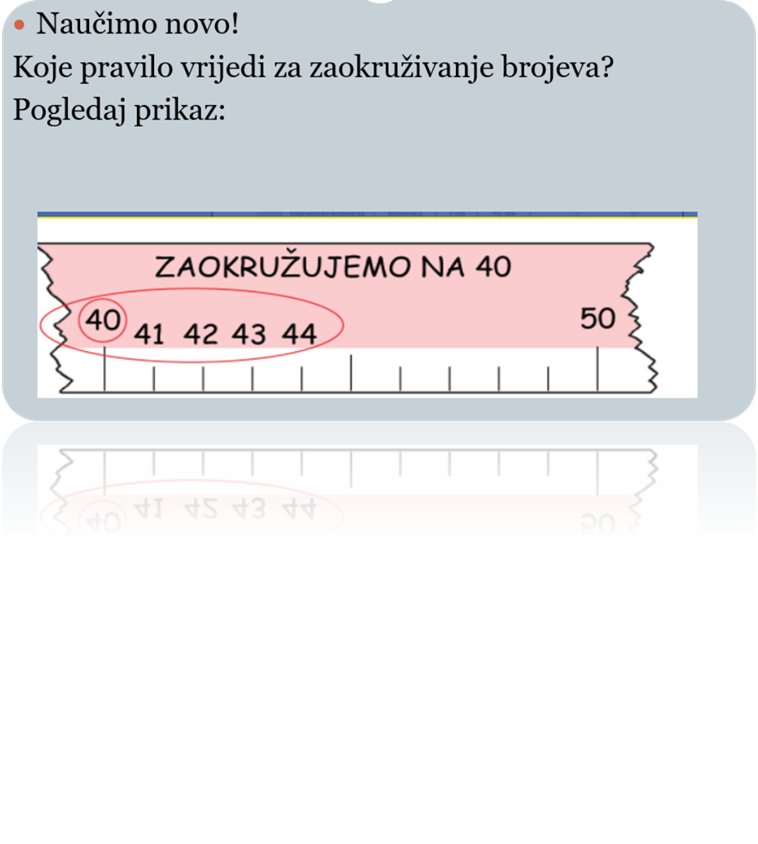 Naučimo novo!
Koje pravilo vrijedi za zaokruživanje brojeva?
Pogledaj prikaz:
ZAOKRUŽUJEMO NA 40
40 41 42 43 44 50